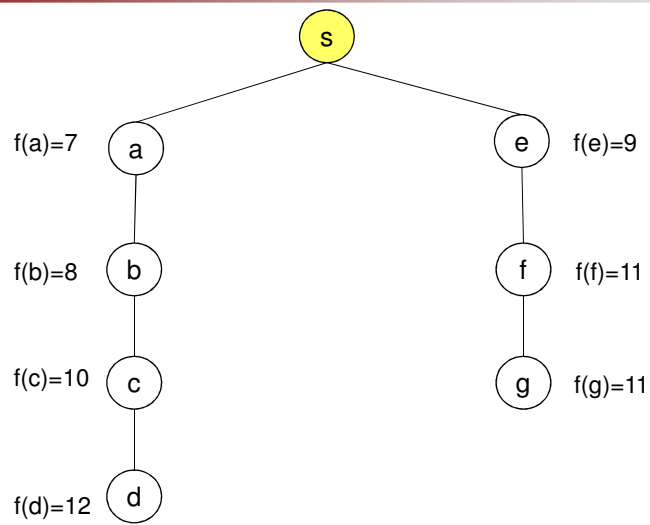 s
f(a)=7 a e f(e)=9
f(b)=8 b f f(f)=11
f(c)=10 c g f(g)=11
f(d)=12 d